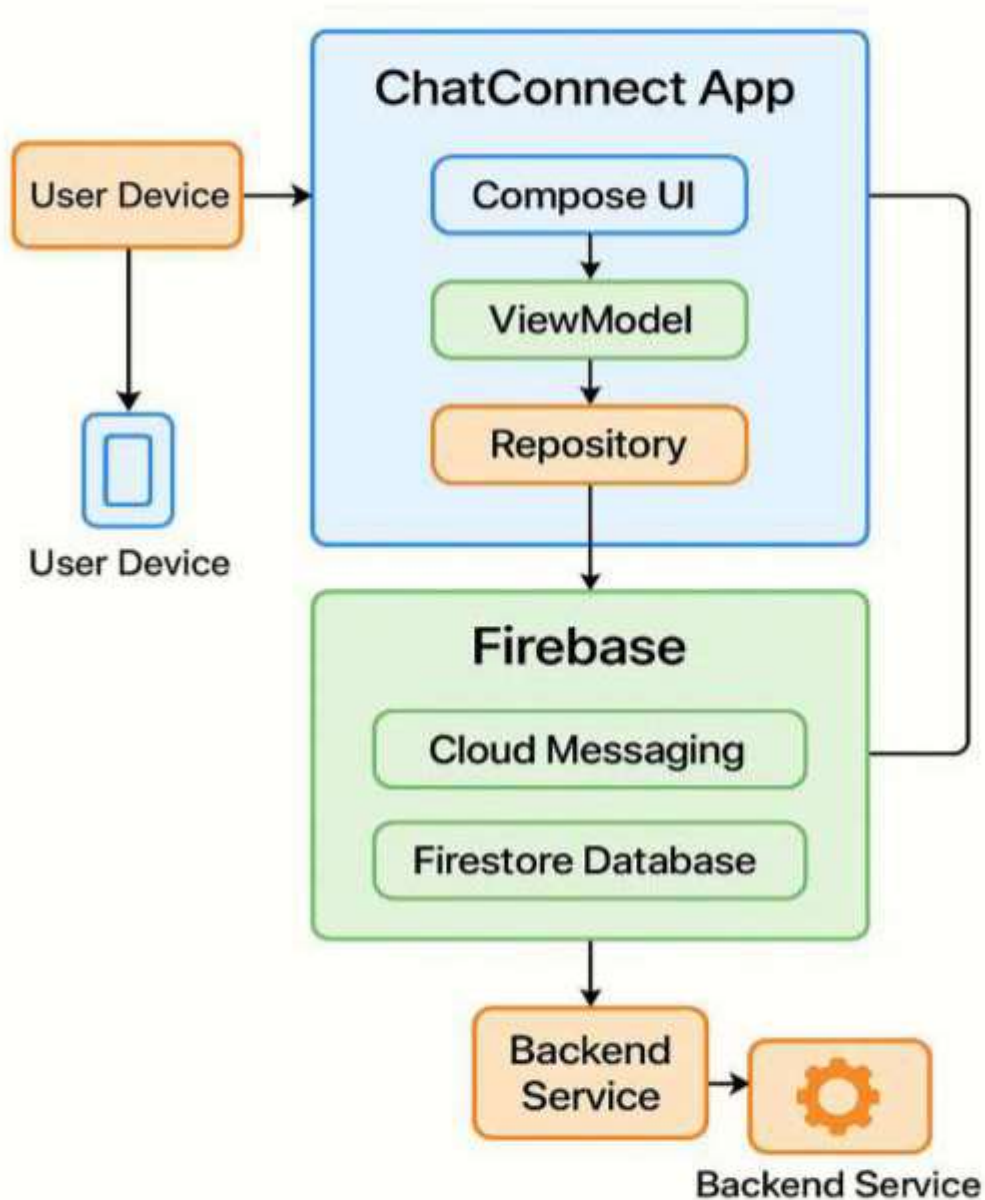 ChatConnect App
User Device
Compose UI
ViewModel
Repository
User Device
Firebase
Cloud Messaging
Firestore Database
Backend
Service
Backend Service